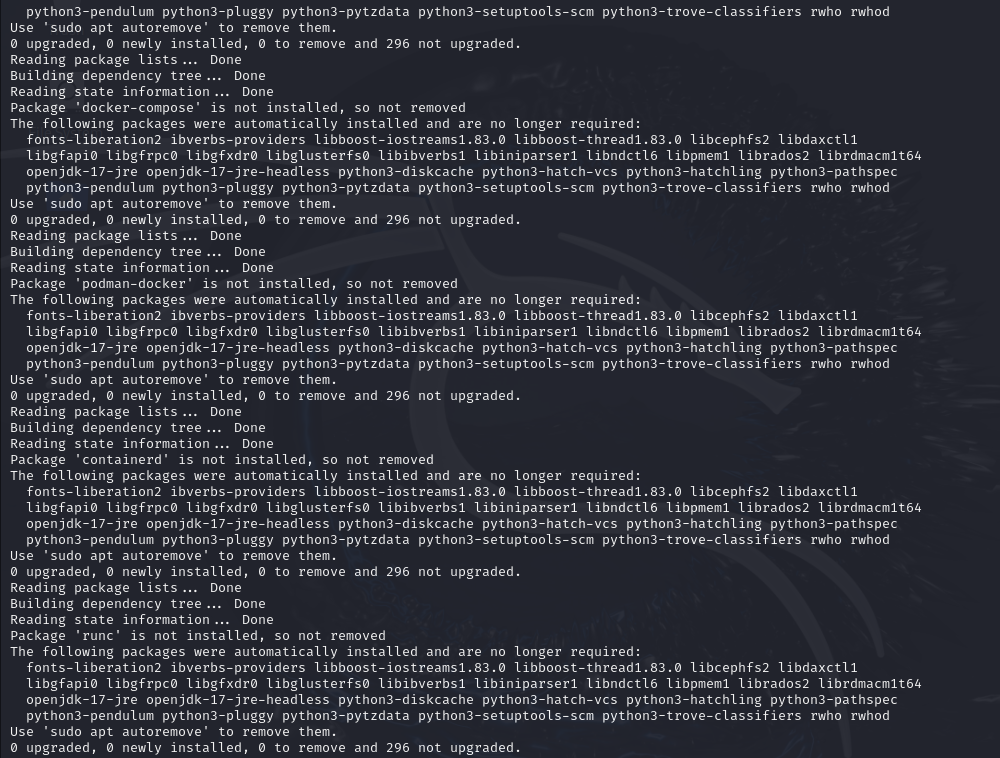 python3-pendulum python3-pluggy python3-pytzdata python3-setuptools-scm python3-trove-classifiers rwho rwhod
Use 'sudo apt autoremove' to remove them.
0 upgraded, 0 newly installed, 0 to remove and 296 not upgraded.
Reading package lists... Done
Building dependency tree... Done
Reading state information... Done
Package 'docker-compose' is not installed, so not removed
The following packages were automatically installed and are no longer required:
  fonts-liberation2 ibverbs-providers libboost-iostreams1.83.0 libboost-thread1.83.0 libcephfs2 libdaxctl1
  libgfapi0 libgfrpc0 libgfxdr0 libglusterfs0 libibverbs1 libiniparser1 libndctl6 libpmem1 librados2 librdmacm1t64
  openjdk-17-jre openjdk-17-jre-headless python3-diskcache python3-hatch-vcs python3-hatchling python3-pathspec
  python3-pendulum python3-pluggy python3-pytzdata python3-setuptools-scm python3-trove-classifiers rwho rwhod
Use 'sudo apt autoremove' to remove them.
0 upgraded, 0 newly installed, 0 to remove and 296 not upgraded.
Reading package lists... Done
Building dependency tree... Done
Reading state information... Done
Package 'podman-docker' is not installed, so not removed
The following packages were automatically installed and are no longer required:
  fonts-liberation2 ibverbs-providers libboost-iostreams1.83.0 libboost-thread1.83.0 libcephfs2 libdaxctl1
  libgfapi0 libgfrpc0 libgfxdr0 libglusterfs0 libibverbs1 libiniparser1 libndctl6 libpmem1 librados2 librdmacm1t64
  openjdk-17-jre openjdk-17-jre-headless python3-diskcache python3-hatch-vcs python3-hatchling python3-pathspec
  python3-pendulum python3-pluggy python3-pytzdata python3-setuptools-scm python3-trove-classifiers rwho rwhod
Use 'sudo apt autoremove' to remove them.
0 upgraded, 0 newly installed, 0 to remove and 296 not upgraded.
Reading package lists... Done
Building dependency tree... Done
Reading state information... Done
Package 'containerd' is not installed, so not removed
The following packages were automatically installed and are no longer required:
  fonts-liberation2 ibverbs-providers libboost-iostreams1.83.0 libboost-thread1.83.0 libcephfs2 libdaxctl1
  libgfapi0 libgfrpc0 libgfxdr0 libglusterfs0 libibverbs1 libiniparser1 libndctl6 libpmem1 librados2 librdmacm1t64
  openjdk-17-jre openjdk-17-jre-headless python3-diskcache python3-hatch-vcs python3-hatchling python3-pathspec
  python3-pendulum python3-pluggy python3-pytzdata python3-setuptools-scm python3-trove-classifiers rwho rwhod
Use 'sudo apt autoremove' to remove them.
0 upgraded, 0 newly installed, 0 to remove and 296 not upgraded.
Reading package lists... Done
Building dependency tree... Done
Reading state information... Done
Package 'runc' is not installed, so not removed
The following packages were automatically installed and are no longer required:
  fonts-liberation2 ibverbs-providers libboost-iostreams1.83.0 libboost-thread1.83.0 libcephfs2 libdaxctl1
  libgfapi0 libgfrpc0 libgfxdr0 libglusterfs0 libibverbs1 libiniparser1 libndctl6 libpmem1 librados2 librdmacm1t64
  openjdk-17-jre openjdk-17-jre-headless python3-diskcache python3-hatch-vcs python3-hatchling python3-pathspec
  python3-pendulum python3-pluggy python3-pytzdata python3-setuptools-scm python3-trove-classifiers rwho rwhod
Use 'sudo apt autoremove' to remove them.
0 upgraded, 0 newly installed, 0 to remove and 296 not upgraded.